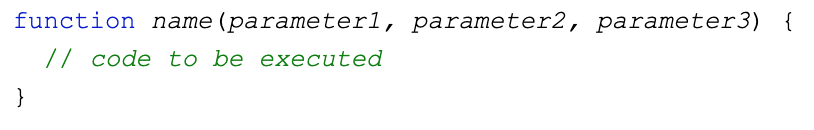 function name(parameter1, parameter2, parameter3) {
  // code to be executed
}